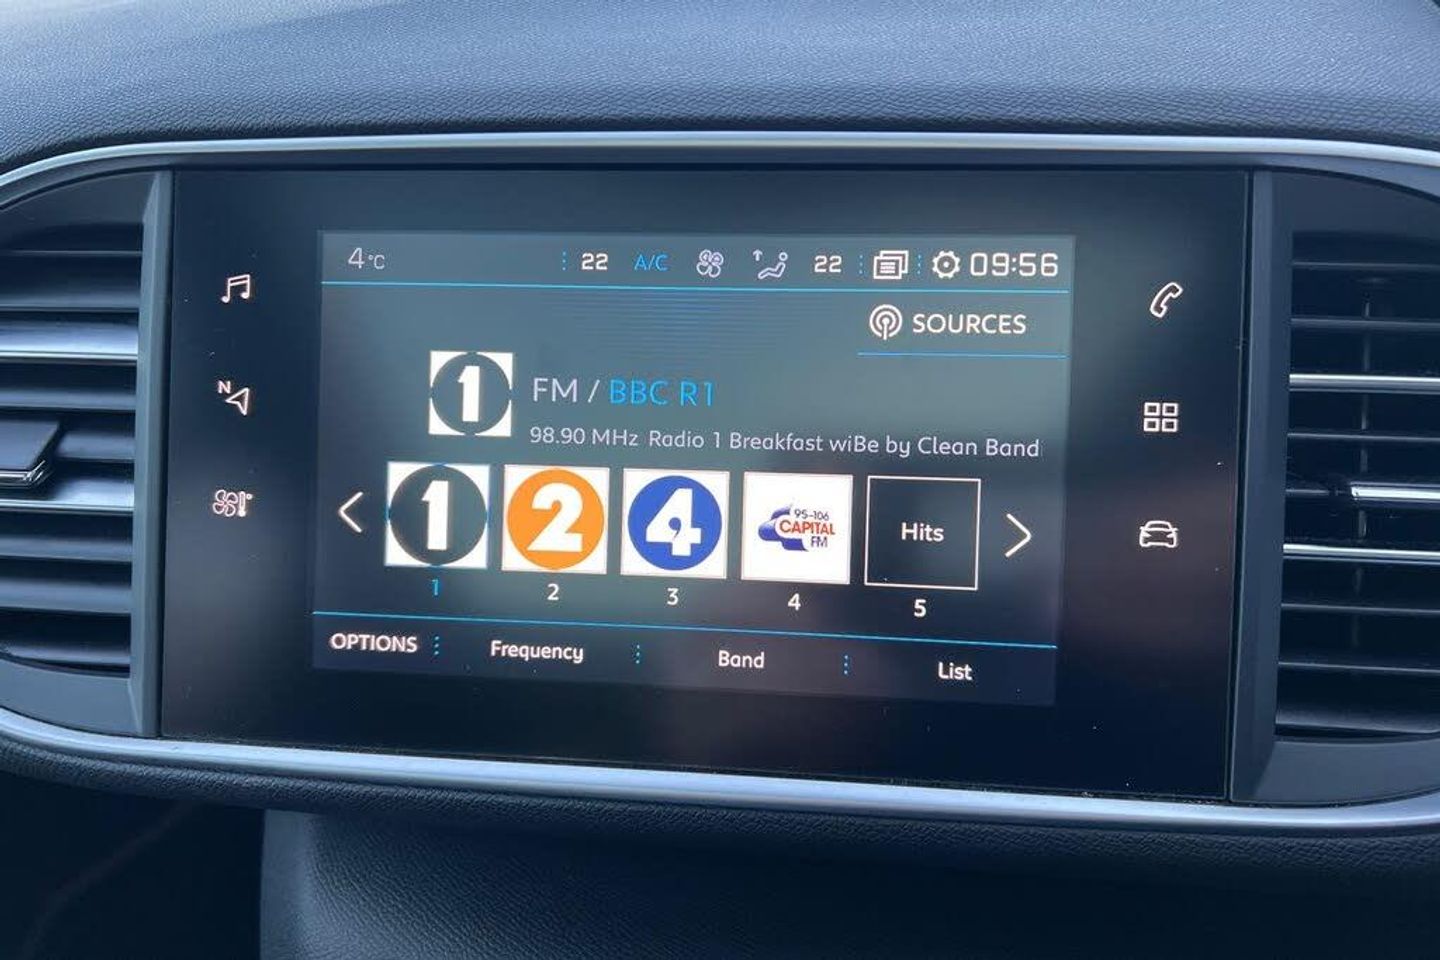 4°C 22 A/C 22 09:56
SOURCES
1 FM / BBC R1
98.90 MHz Radio 1 Breakfast wiBe by Clean Band
N
1 2 4 95-106 CAPITAL FM Hits
1 2 3 4 5
OPTIONS Frequency Band List